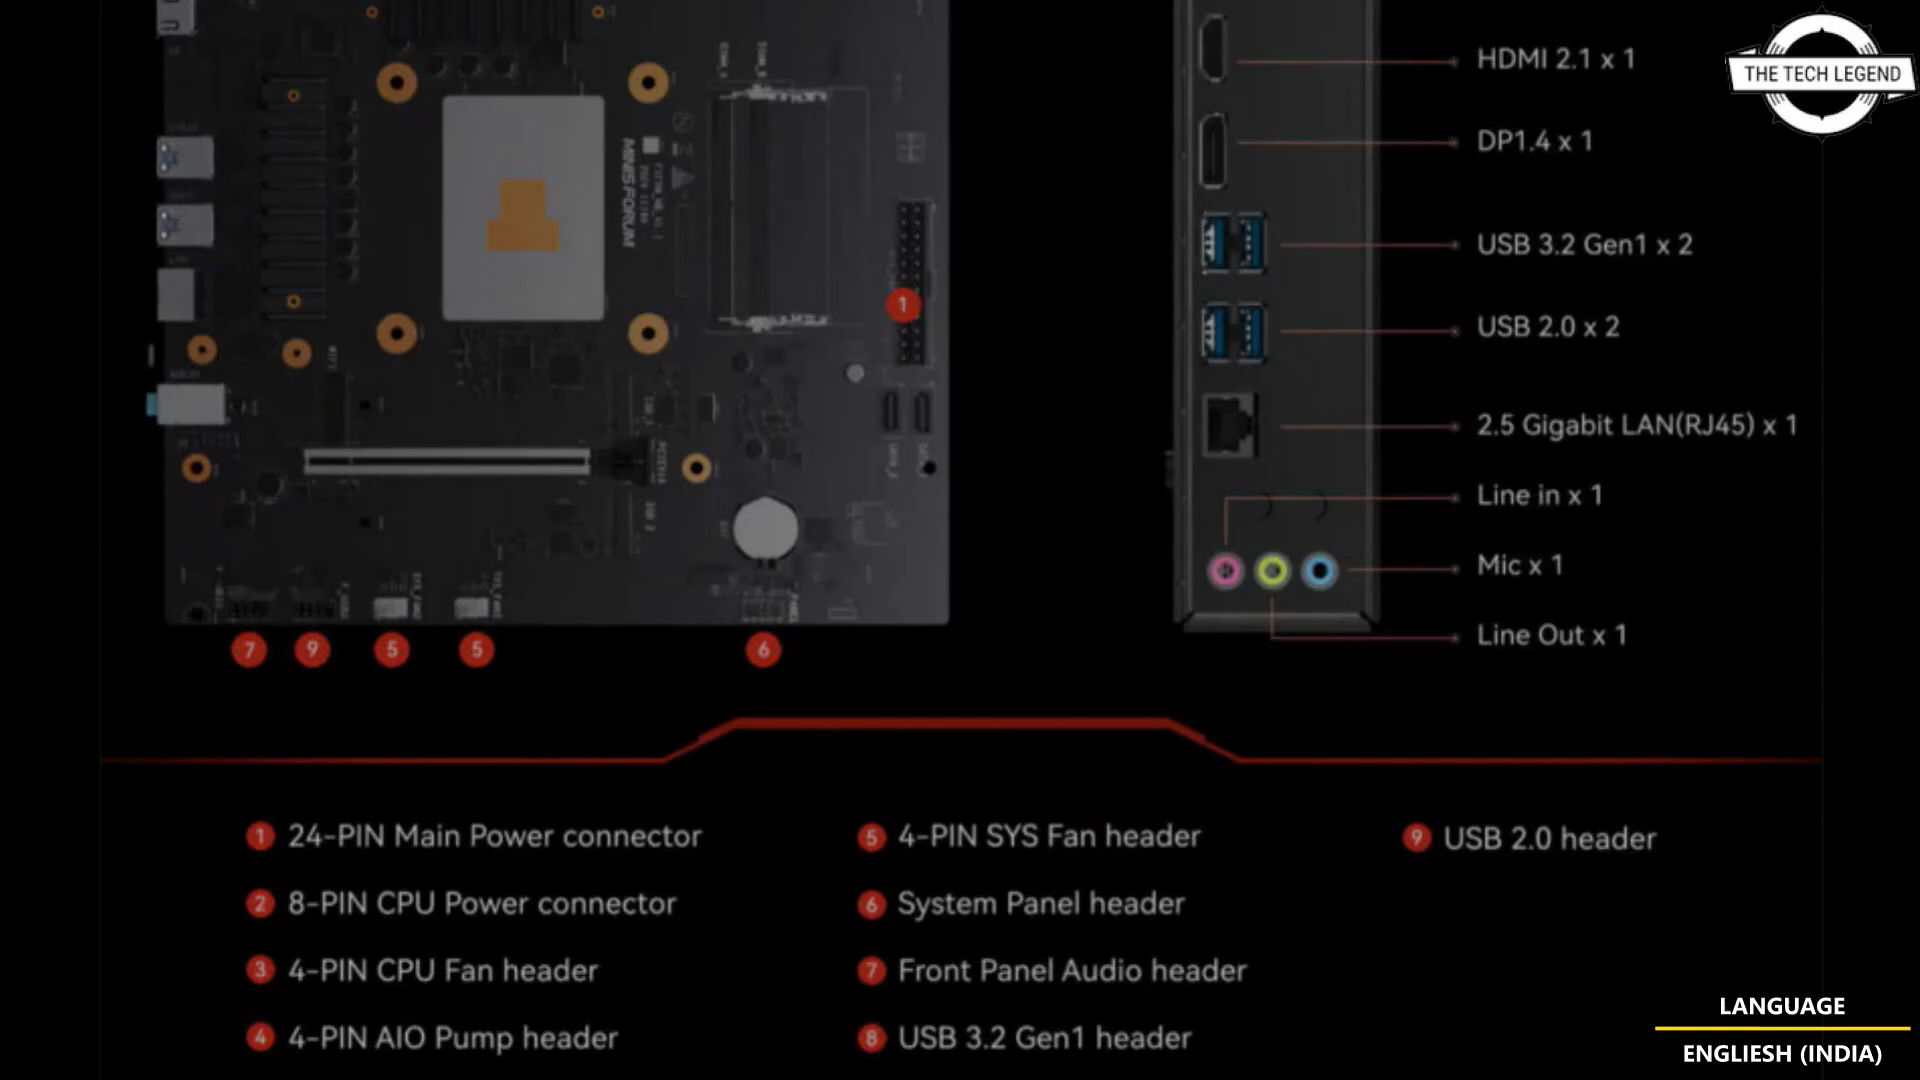 HDMI 2.1 x 1
THE TECH LEGEND
DP1.4 x 1
USB 3.2 Gen1 x 2
USB 2.0 x 2
2.5 Gigabit LAN(RJ45) x 1
Line in x 1
Mic x 1
Line Out x 1
MINISFORUM
1
7
9
5
5
6
1 24-PIN Main Power connector
2 8-PIN CPU Power connector
3 4-PIN CPU Fan header
4 4-PIN AIO Pump header
5 4-PIN SYS Fan header
6 System Panel header
7 Front Panel Audio header
8 USB 3.2 Gen1 header
9 USB 2.0 header
LANGUAGE
ENGLIESH (INDIA)